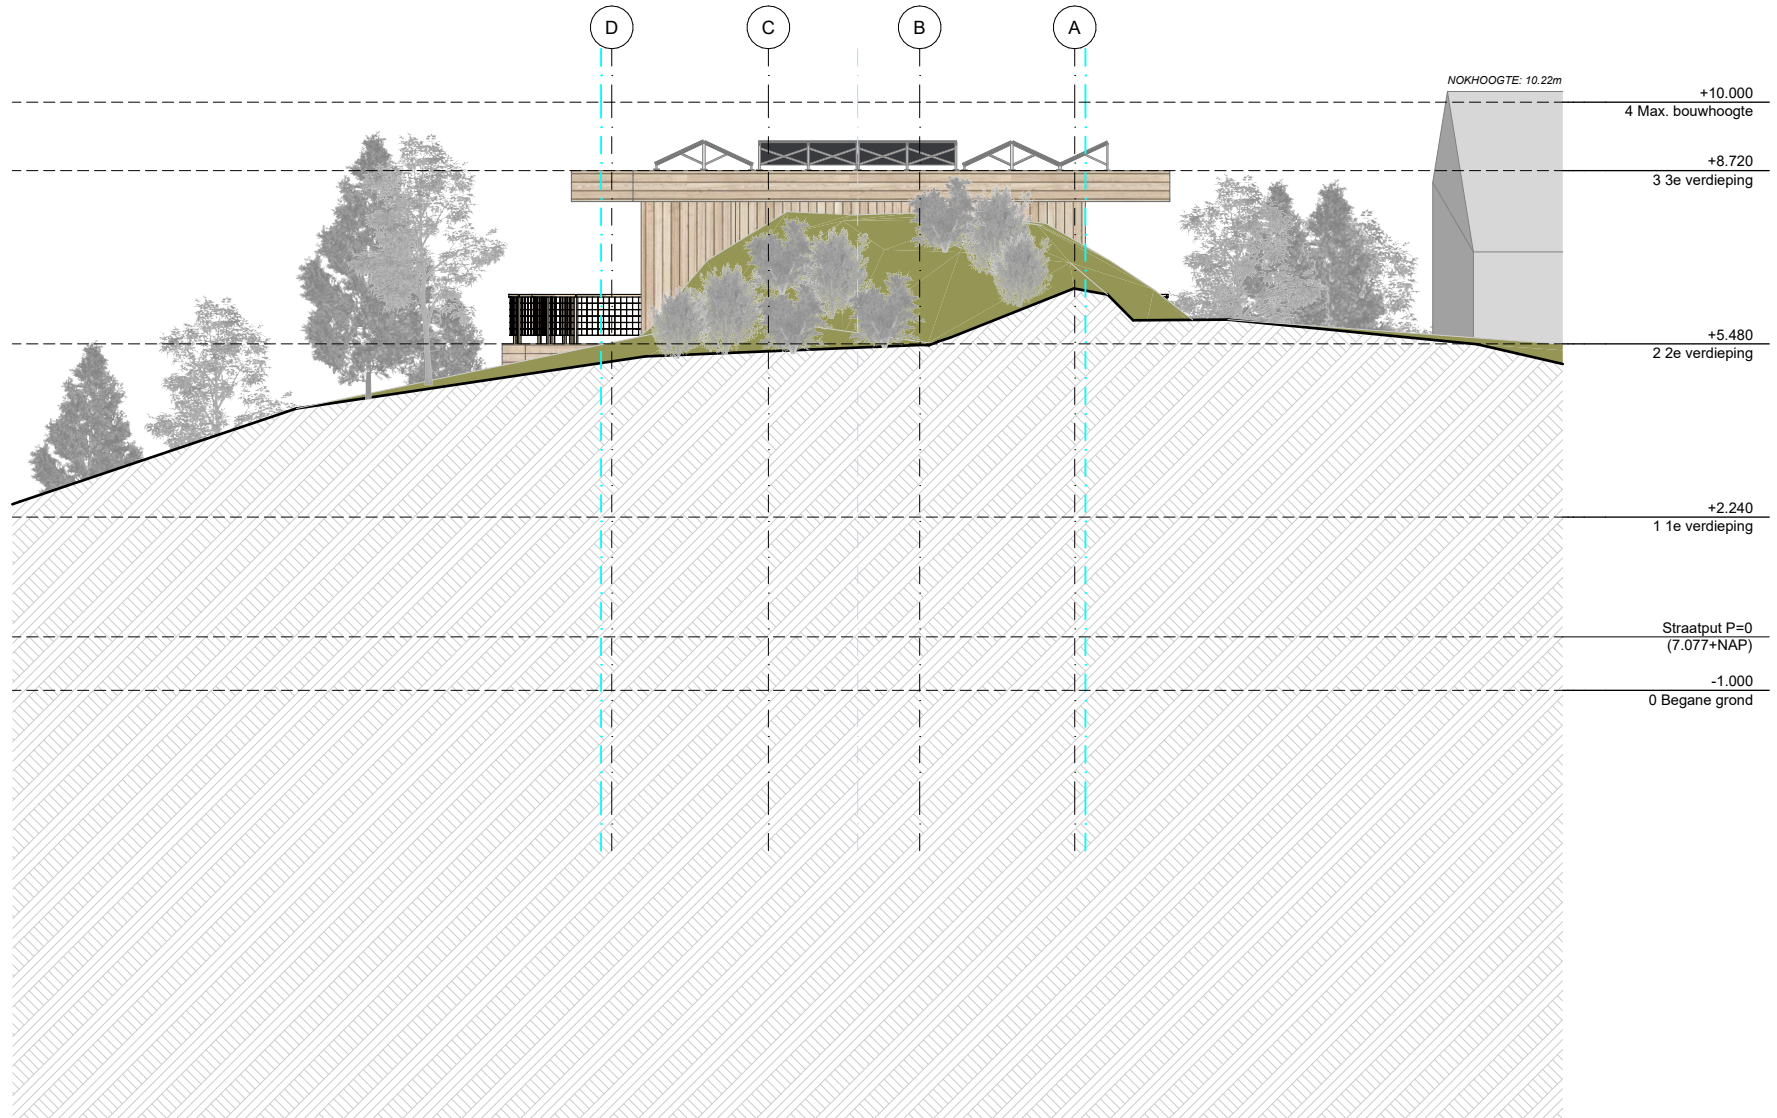 D
C
B
A
NOKHOOGTE: 10.22m
+10.000
4 Max. bouwhoogte
+8.720
3 3e verdieping
+5.480
2 2e verdieping
+2.240
1 1e verdieping
Straatput P=0
(7.077+NAP)
-1.000
0 Begane grond